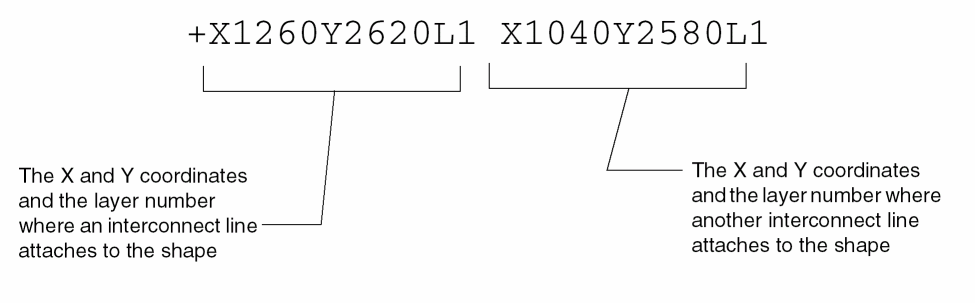 +X1260Y2620L1 X1040Y2580L1
The X and Y coordinates
and the layer number
where an interconnect line
attaches to the shape
The X and Y coordinates
and the layer number where
another interconnect line
attaches to the shape